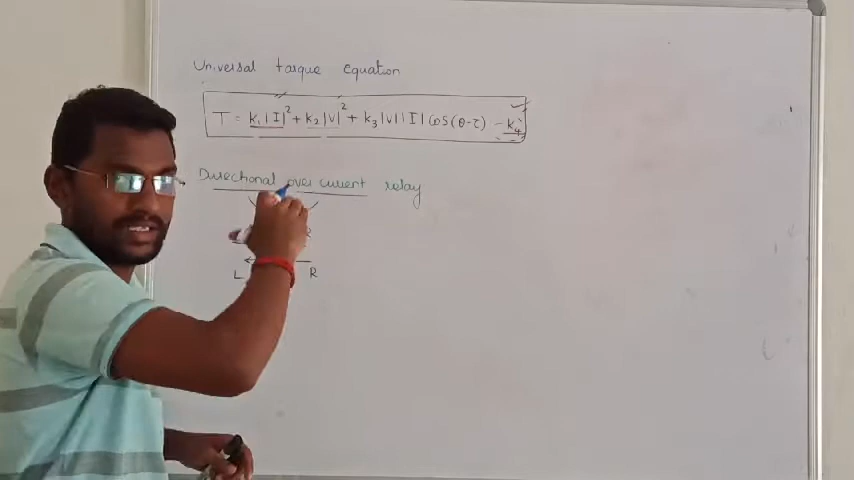 Universal torque equation
T = K₁|I|² + K₂|V|² + K₃|V||I| Cos(θ-τ) - K₄
Directional over current relay
R
L R